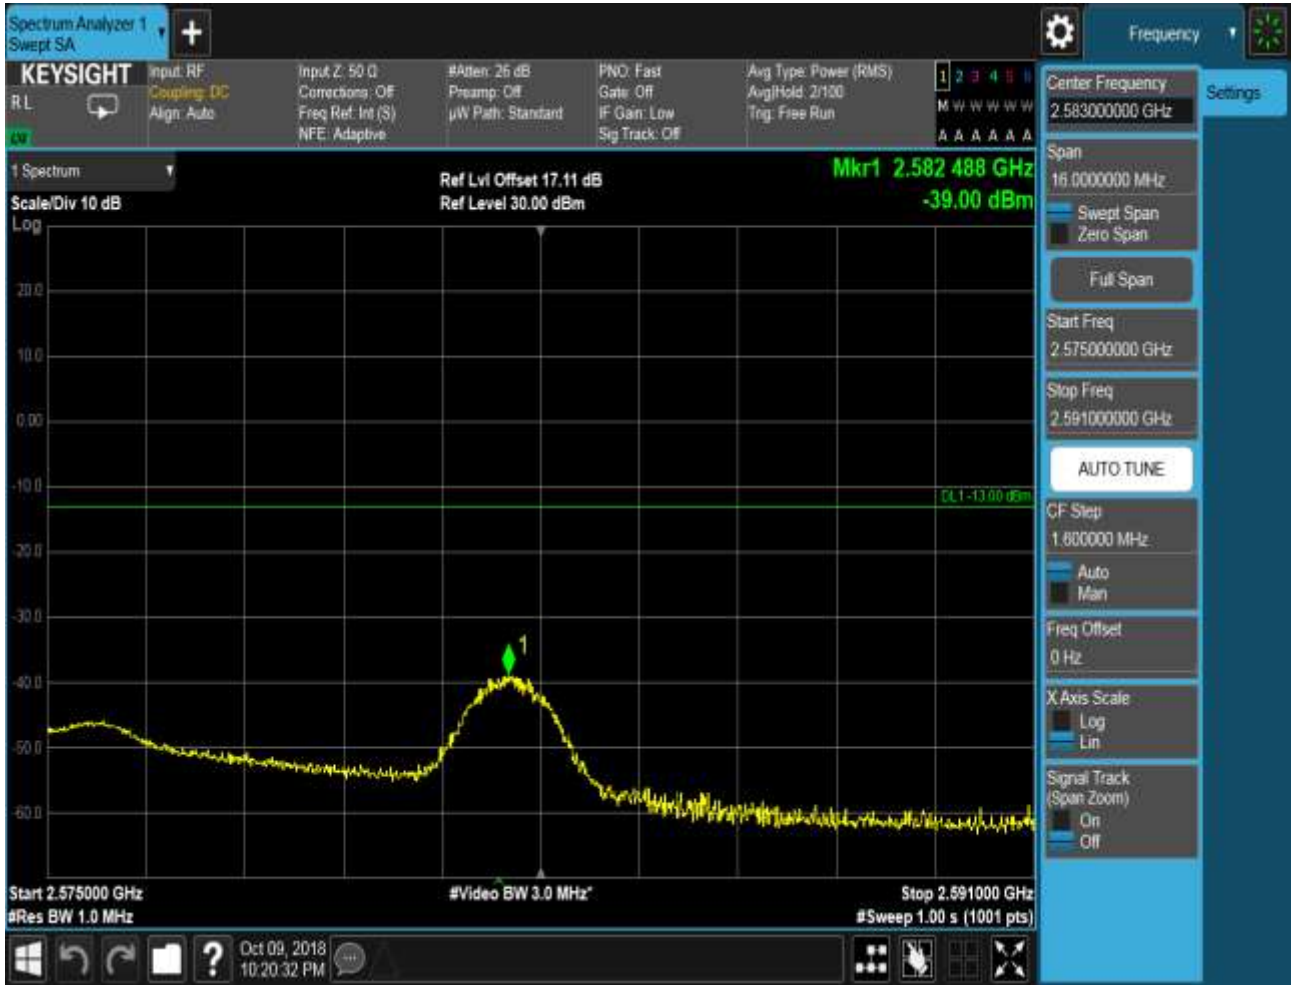 Spectrum Analyzer 1
Swept SA
Frequency
KEYSIGHT
R L
Input: RF
Coupling: DC
Align: Auto
Input Z: 50 Ω
Corrections: Off
Freq Ref: Int (S)
NFE: Adaptive
#Atten: 26 dB
Preamp: Off
µW Path: Standard
PNO: Fast
Gate: Off
IF Gain: Low
Sig Track: Off
Avg Type: Power (RMS)
Avg|Hold: 2/100
Trig: Free Run
1 2 3 4 5 6
M W W W W W
A A A A A A
1 Spectrum
Scale/Div 10 dB
Log
Ref Lvl Offset 17.11 dB
Ref Level 30.00 dBm
Mkr1 2.582 488 GHz
-39.00 dBm
20.0
10.0
0.00
-10.0
-20.0
-30.0
-40.0
-50.0
-60.0
DL1 -13.00 dBm
1
Start 2.575000 GHz
#Res BW 1.0 MHz
#Video BW 3.0 MHz*
Stop 2.591000 GHz
#Sweep 1.00 s (1001 pts)
Center Frequency
2.583000000 GHz
Settings
Span
16.0000000 MHz
Swept Span
Zero Span
Full Span
Start Freq
2.575000000 GHz
Stop Freq
2.591000000 GHz
AUTO TUNE
CF Step
1.600000 MHz
Auto
Man
Freq Offset
0 Hz
X Axis Scale
Log
Lin
Signal Track
(Span Zoom)
On
Off
?
Oct 09, 2018
10:20:32 PM